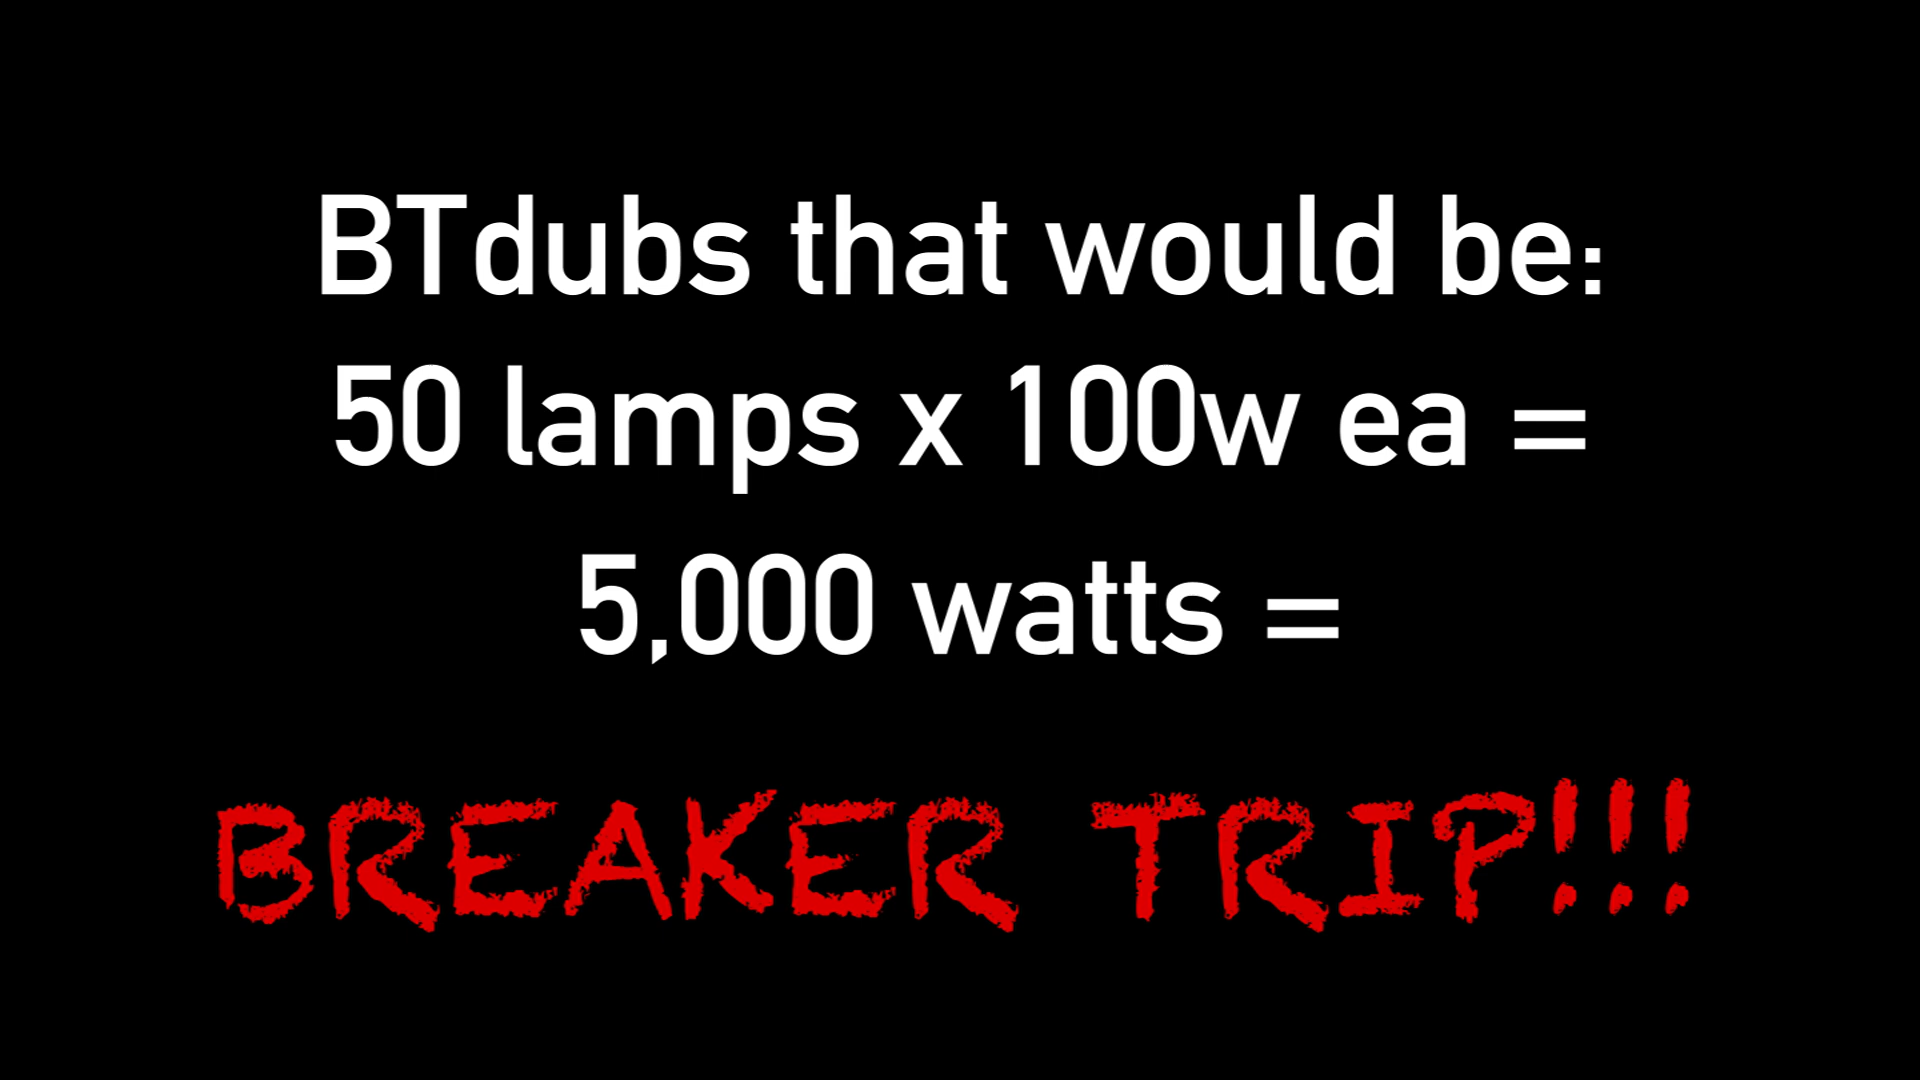 BTdubs that would be:
50 lamps x 100w ea =
5,000 watts =
BREAKER TRIP!!!